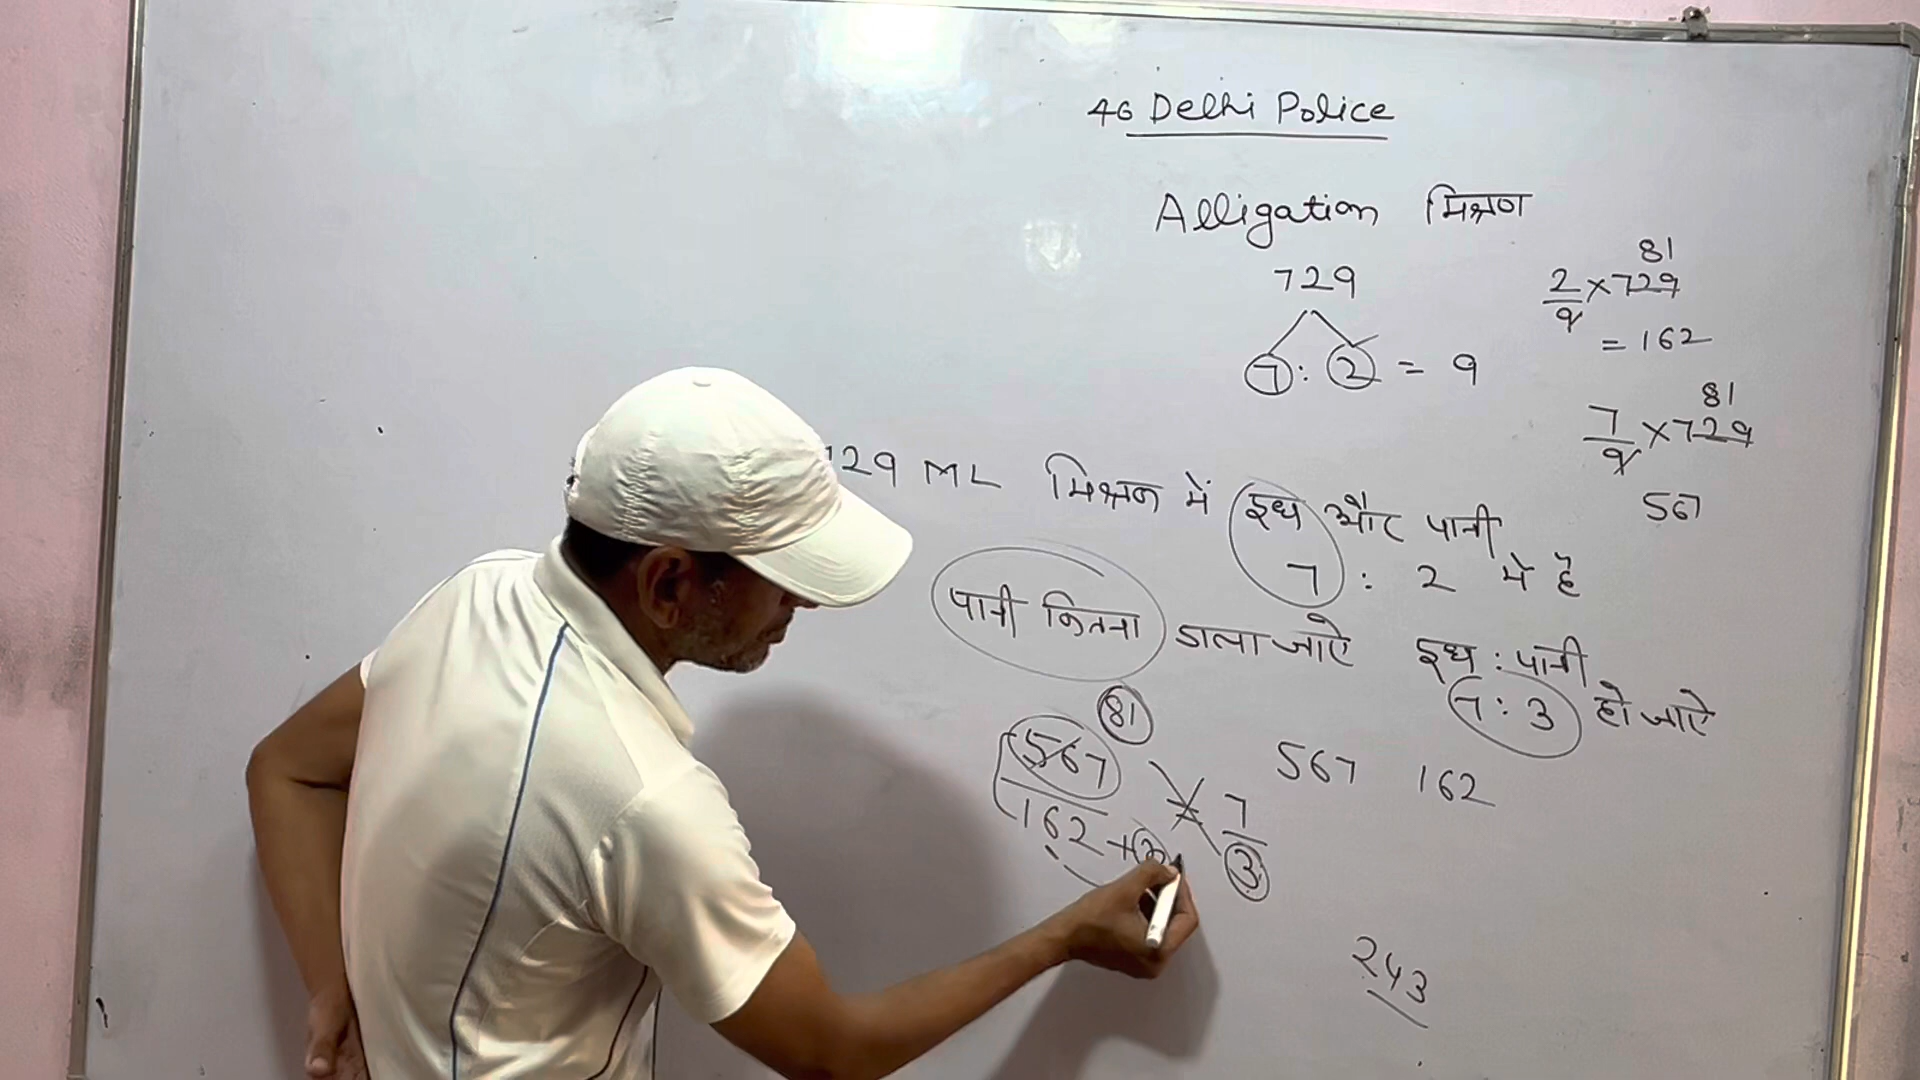 46 Delhi Police
Alligation मिश्रण
729
7 : 2 = 9
81
2/9 × 729
= 162
81
7/9 × 729
567
729 ML मिश्रण में दूध और पानी
7 : 2 में है
पानी कितना डाला जाऐ दूध : पानी
7 : 3 हो जाऐ
81
567 7
162 + 3
567 162
243